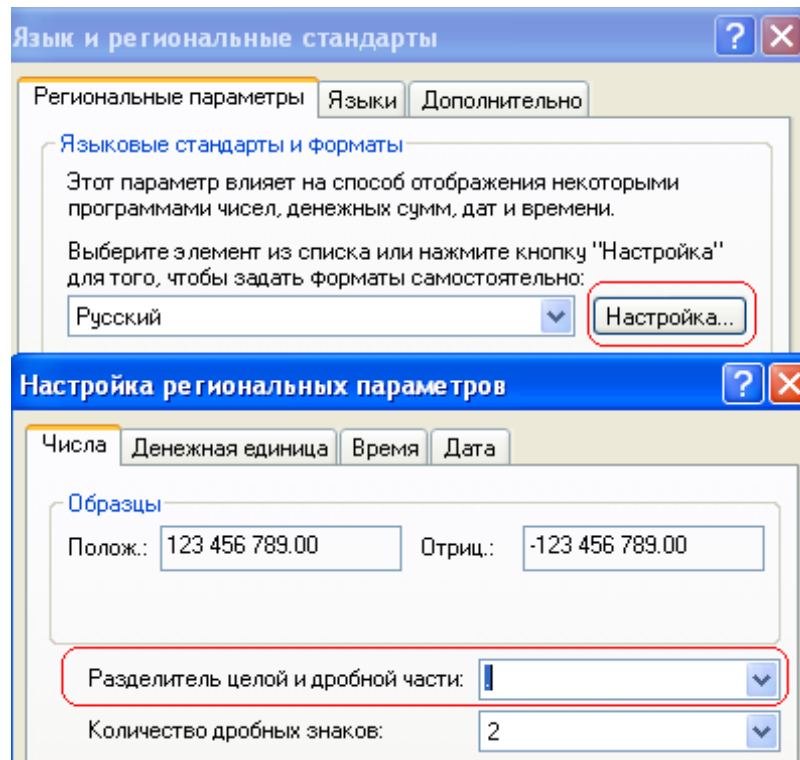 Язык и региональные стандарты
Региональные параметры Языки Дополнительно
Языковые стандарты и форматы
Этот параметр влияет на способ отображения некоторыми
программами чисел, денежных сумм, дат и времени.
Выберите элемент из списка или нажмите кнопку "Настройка"
для того, чтобы задать форматы самостоятельно:
Русский Настройка...
Настройка региональных параметров
Числа Денежная единица Время Дата
Образцы
Полож.: 123 456 789.00 Отриц.: -123 456 789.00
Разделитель целой и дробной части: .
Количество дробных знаков: 2